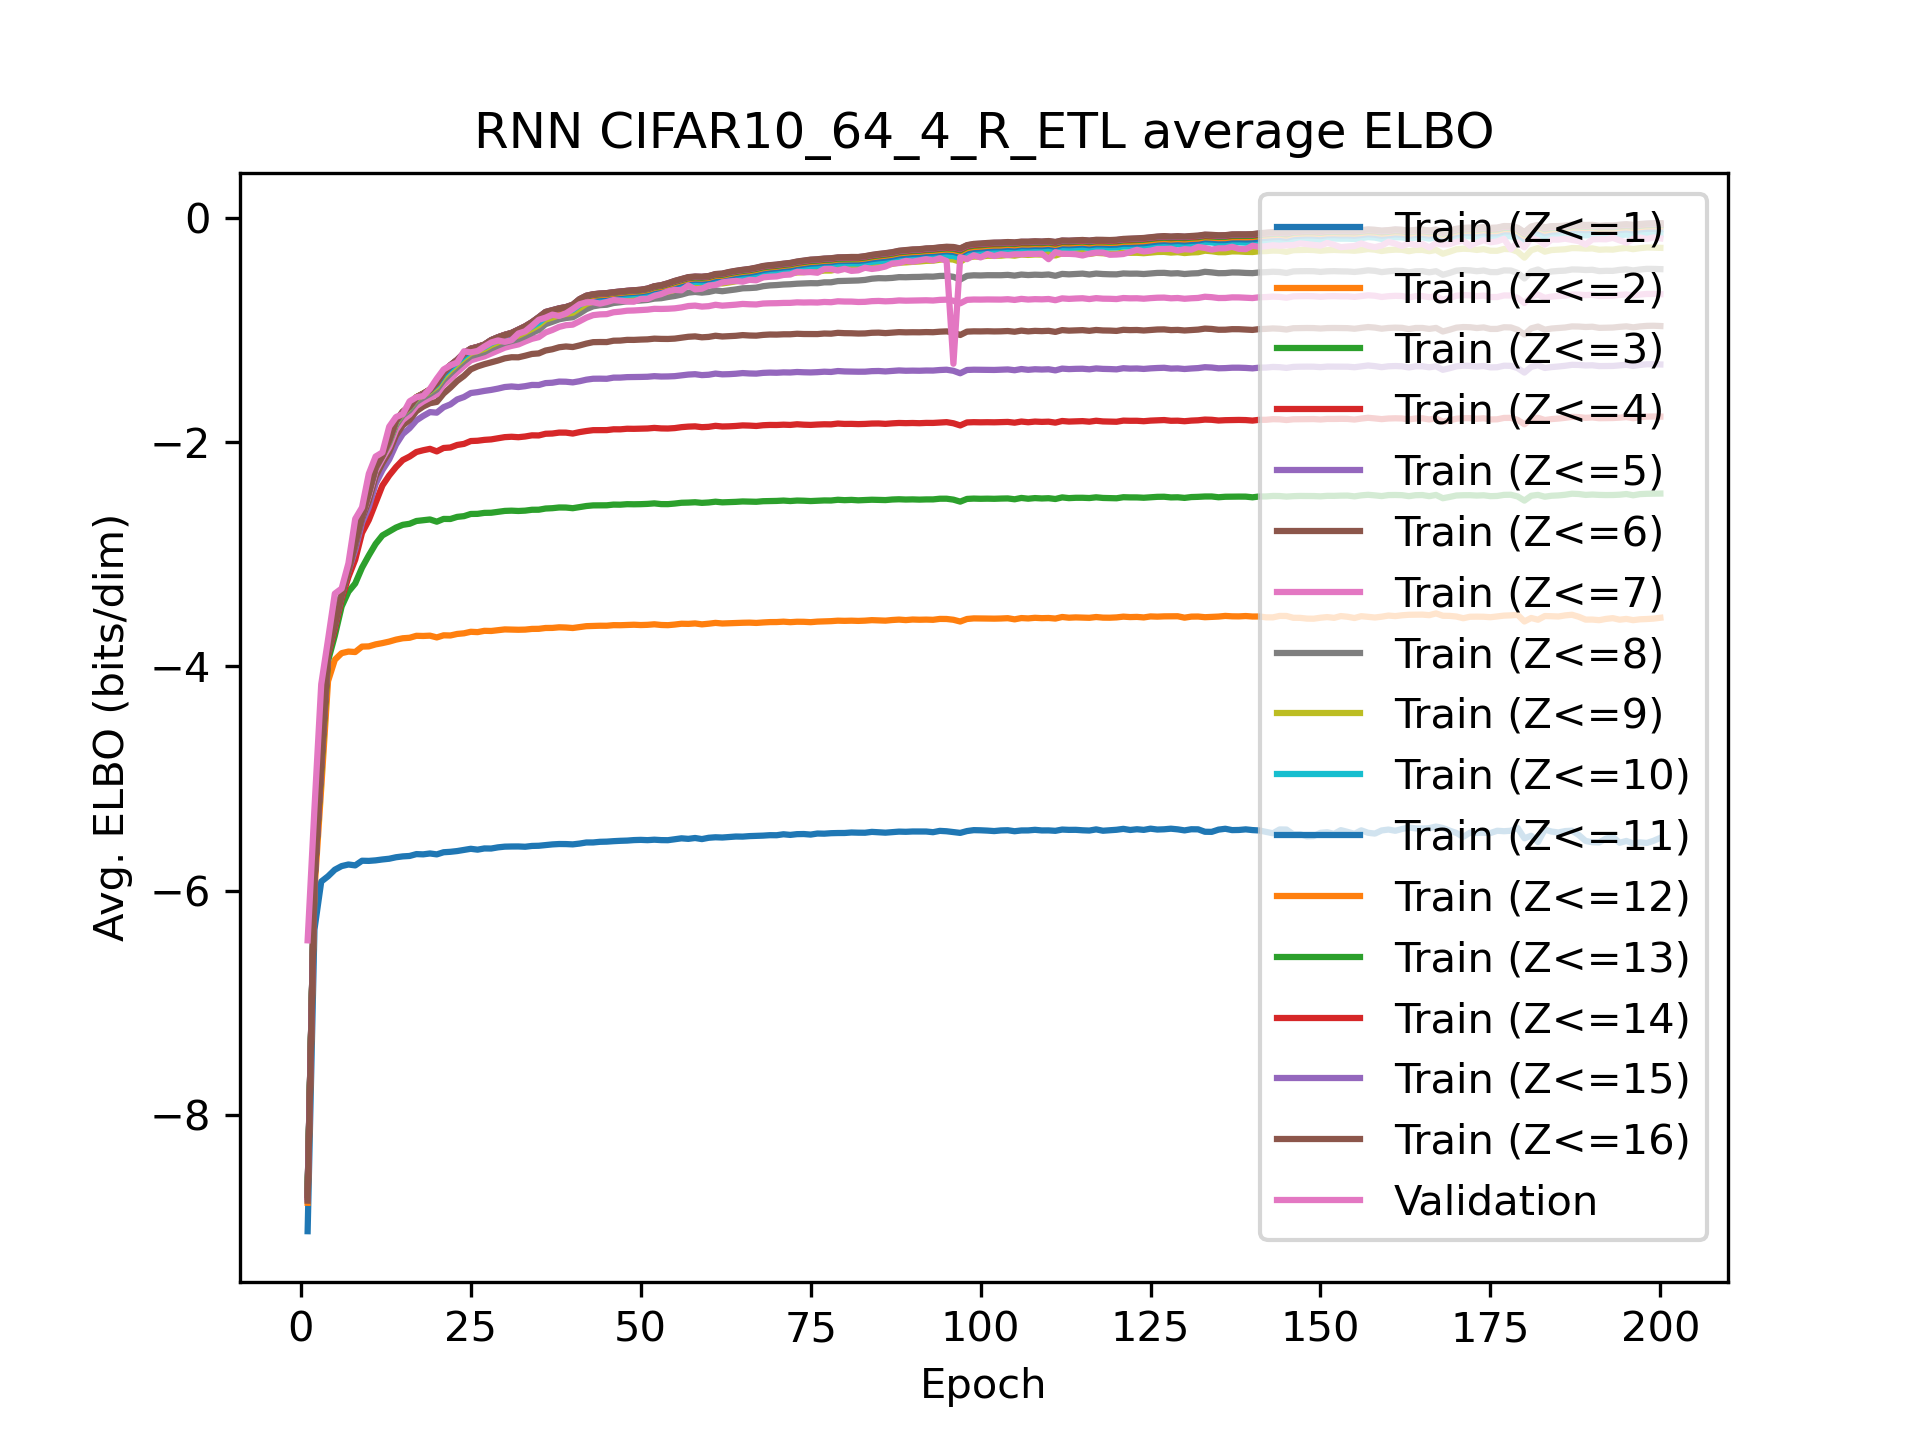 RNN CIFAR10_64_4_R_ETL average ELBO
Avg. ELBO (bits/dim)
0
−2
−4
−6
−8
Train (Z<=1)
Train (Z<=2)
Train (Z<=3)
Train (Z<=4)
Train (Z<=5)
Train (Z<=6)
Train (Z<=7)
Train (Z<=8)
Train (Z<=9)
Train (Z<=10)
Train (Z<=11)
Train (Z<=12)
Train (Z<=13)
Train (Z<=14)
Train (Z<=15)
Train (Z<=16)
Validation
0 25 50 75 100 125 150 175 200
Epoch